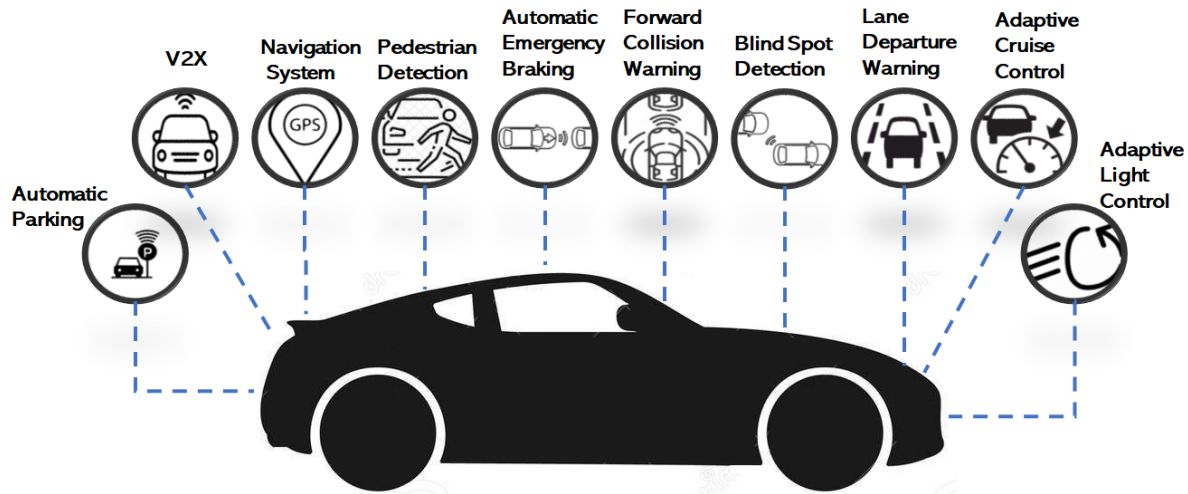 V2X
Navigation
System
Pedestrian
Detection
Automatic
Emergency
Braking
Forward
Collision
Warning
Blind Spot
Detection
Lane
Departure
Warning
Adaptive
Cruise
Control
Automatic
Parking
Adaptive
Light
Control
GPS
P